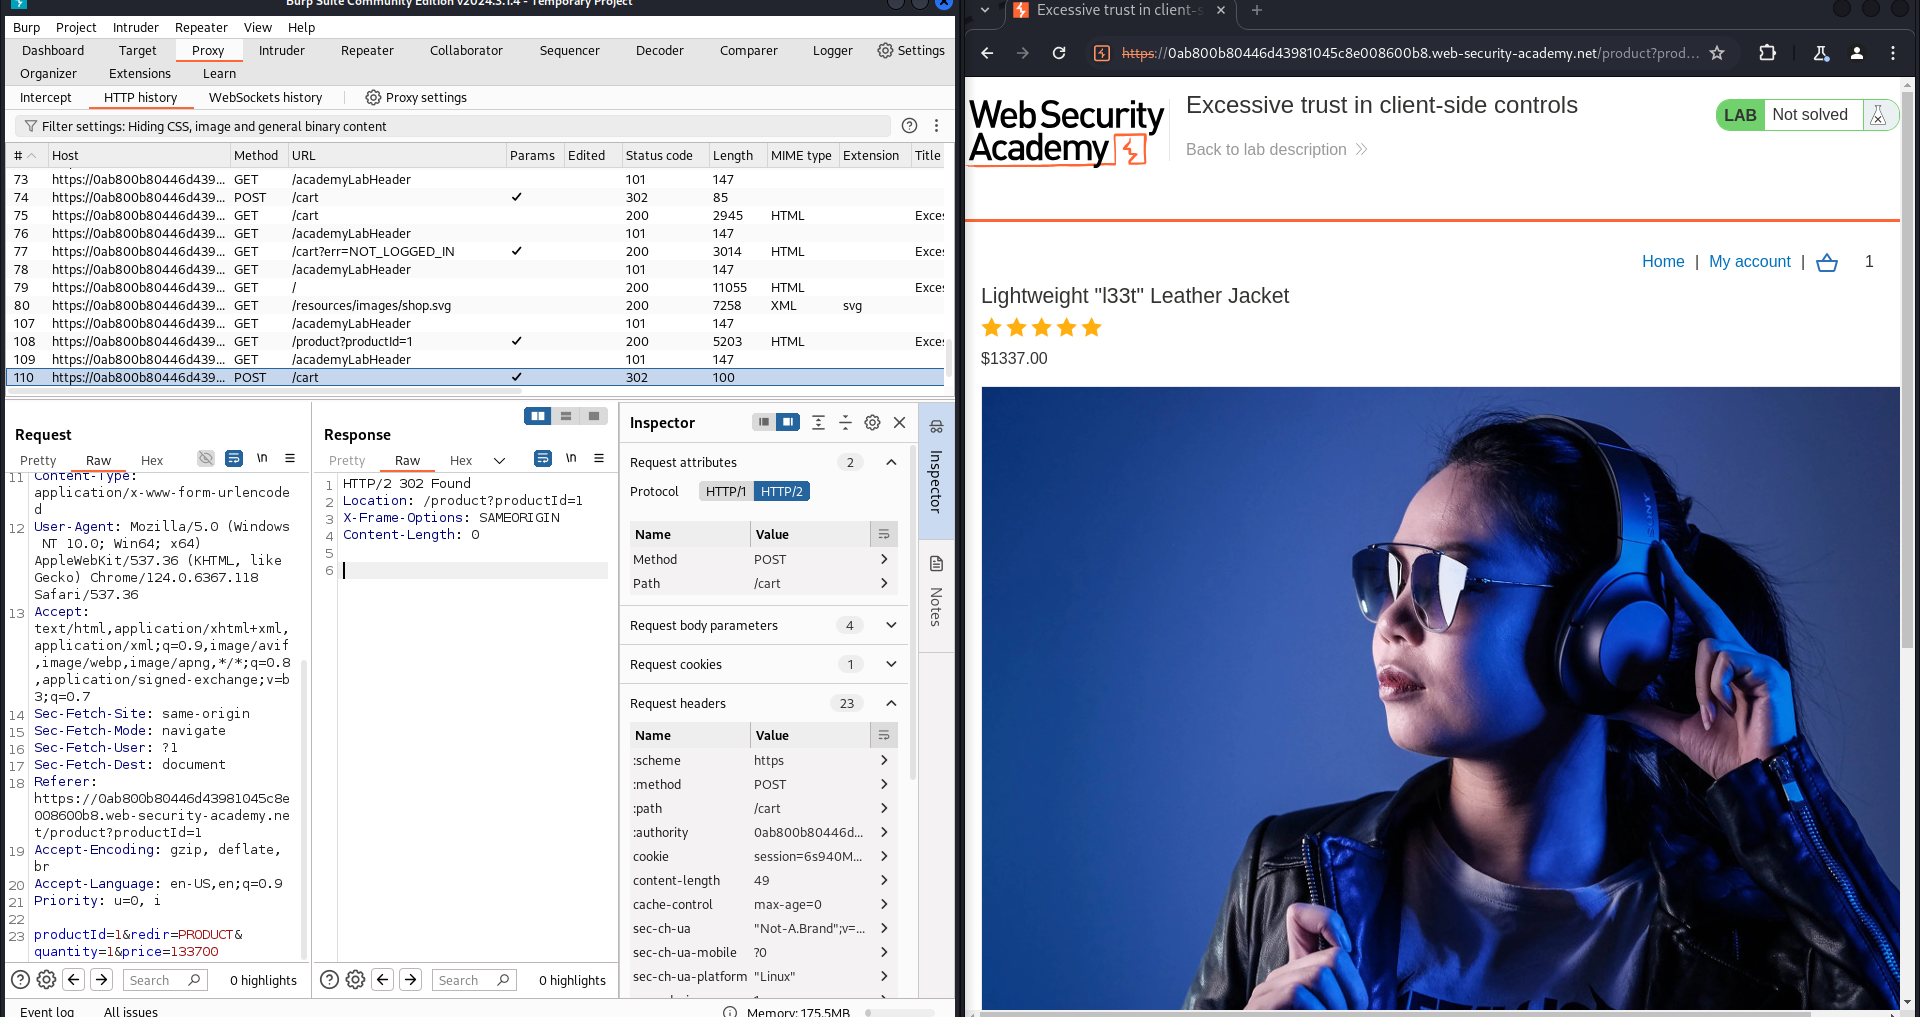 Burp Suite Community Edition v2024.3.1.4 - Temporary Project
Burp Project Intruder Repeater View Help
Dashboard Target Proxy Intruder Repeater Collaborator Sequencer Decoder Comparer Logger Settings
Organizer Extensions Learn
Intercept HTTP history WebSockets history Proxy settings
Filter settings: Hiding CSS, image and general binary content
# Host Method URL Params Edited Status code Length MIME type Extension Title
73 https://0ab800b80446d439... GET /academyLabHeader 101 147
74 https://0ab800b80446d439... POST /cart ✓ 302 85
75 https://0ab800b80446d439... GET /cart 200 2945 HTML Exces
76 https://0ab800b80446d439... GET /academyLabHeader 101 147
77 https://0ab800b80446d439... GET /cart?err=NOT_LOGGED_IN ✓ 200 3014 HTML Exces
78 https://0ab800b80446d439... GET /academyLabHeader 101 147
79 https://0ab800b80446d439... GET / 200 11055 HTML Exces
80 https://0ab800b80446d439... GET /resources/images/shop.svg 200 7258 XML svg
107 https://0ab800b80446d439... GET /academyLabHeader 101 147
108 https://0ab800b80446d439... GET /product?productId=1 ✓ 200 5203 HTML Exces
109 https://0ab800b80446d439... GET /academyLabHeader 101 147
110 https://0ab800b80446d439... POST /cart ✓ 302 100
Request
Pretty Raw Hex \n
11 Content-Type:
application/x-www-form-urlencode
d
12 User-Agent: Mozilla/5.0 (Windows
NT 10.0; Win64; x64)
AppleWebKit/537.36 (KHTML, like
Gecko) Chrome/124.0.6367.118
Safari/537.36
13 Accept:
text/html,application/xhtml+xml,
application/xml;q=0.9,image/avif
,image/webp,image/apng,*/*;q=0.8
,application/signed-exchange;v=b
3;q=0.7
14 Sec-Fetch-Site: same-origin
15 Sec-Fetch-Mode: navigate
16 Sec-Fetch-User: ?1
17 Sec-Fetch-Dest: document
18 Referer:
https://0ab800b80446d43981045c8e
008600b8.web-security-academy.ne
t/product?productId=1
19 Accept-Encoding: gzip, deflate,
br
20 Accept-Language: en-US,en;q=0.9
21 Priority: u=0, i
22
23 productId=1&redir=PRODUCT&
quantity=1&price=133700
Search 0 highlights
Response
Pretty Raw Hex \n
1 HTTP/2 302 Found
2 Location: /product?productId=1
3 X-Frame-Options: SAMEORIGIN
4 Content-Length: 0
5
6
Search 0 highlights
Inspector
Request attributes 2
Protocol HTTP/1 HTTP/2
Name Value
Method POST
Path /cart
Request body parameters 4
Request cookies 1
Request headers 23
Name Value
:scheme https
:method POST
:path /cart
:authority 0ab800b80446d...
cookie session=6s940M...
content-length 49
cache-control max-age=0
sec-ch-ua "Not-A.Brand";v=...
sec-ch-ua-mobile ?0
sec-ch-ua-platform "Linux"
Inspector
Notes
Event log All issues Memory: 175.5MB
Excessive trust in client-s
https://0ab800b80446d43981045c8e008600b8.web-security-academy.net/product?prod...
Web Security
Academy
Excessive trust in client-side controls
Back to lab description
LAB Not solved
Home | My account | 1
Lightweight "l33t" Leather Jacket
$1337.00
SONY